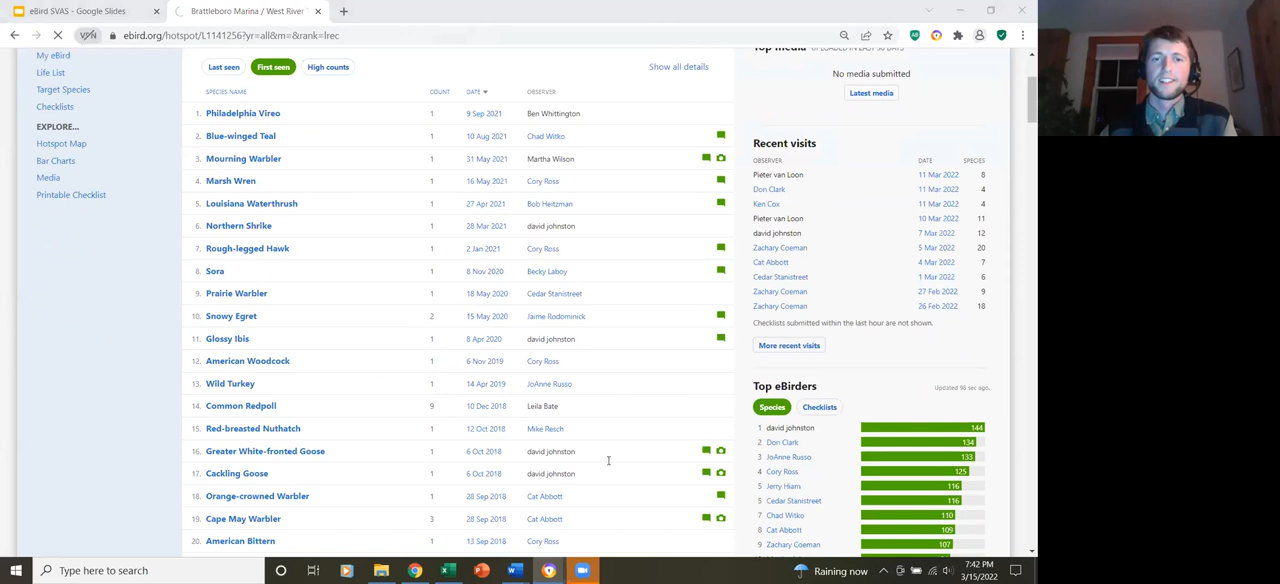 eBird SVAS - Google Slides
Brattleboro Marina / West River
VPN
ebird.org/hotspot/L1141256?yr=all&m=&rank=lrec
My eBird
Life List
Target Species
Checklists
EXPLORE...
Hotspot Map
Bar Charts
Media
Printable Checklist
Last seen First seen High counts Show all details
SPECIES NAME COUNT DATE OBSERVER
1. Philadelphia Vireo 1 9 Sep 2021 Ben Whittington
2. Blue-winged Teal 1 10 Aug 2021 Chad Witko
3. Mourning Warbler 1 31 May 2021 Martha Wilson
4. Marsh Wren 1 16 May 2021 Cory Ross
5. Louisiana Waterthrush 1 27 Apr 2021 Bob Heitzman
6. Northern Shrike 1 28 Mar 2021 david johnston
7. Rough-legged Hawk 1 2 Jan 2021 Cory Ross
8. Sora 1 8 Nov 2020 Becky Laboy
9. Prairie Warbler 1 18 May 2020 Cedar Stanistreet
10. Snowy Egret 2 15 May 2020 Jaime Rodominick
11. Glossy Ibis 1 8 Apr 2020 david johnston
12. American Woodcock 1 6 Nov 2019 Cory Ross
13. Wild Turkey 1 14 Apr 2019 JoAnne Russo
14. Common Redpoll 9 10 Dec 2018 Leila Bate
15. Red-breasted Nuthatch 1 12 Oct 2018 Mike Resch
16. Greater White-fronted Goose 1 6 Oct 2018 david johnston
17. Cackling Goose 1 6 Oct 2018 david johnston
18. Orange-crowned Warbler 1 28 Sep 2018 Cat Abbott
19. Cape May Warbler 3 28 Sep 2018 Cat Abbott
20. American Bittern 1 13 Sep 2018 Cory Ross
Top media UPLOADED IN LAST 90 DAYS
No media submitted
Latest media
Recent visits
OBSERVER DATE SPECIES
Pieter van Loon 11 Mar 2022 8
Don Clark 11 Mar 2022 4
Ken Cox 11 Mar 2022 4
Pieter van Loon 10 Mar 2022 11
david johnston 7 Mar 2022 12
Zachary Coeman 5 Mar 2022 20
Cat Abbott 4 Mar 2022 7
Cedar Stanistreet 1 Mar 2022 6
Zachary Coeman 27 Feb 2022 9
Zachary Coeman 26 Feb 2022 18
Checklists submitted within the last hour are not shown.
More recent visits
Top eBirders Updated 98 sec ago.
Species Checklists
1 david johnston 144
2 Don Clark 134
3 JoAnne Russo 133
4 Cory Ross 125
5 Jerry Hiam 116
5 Cedar Stanistreet 116
7 Chad Witko 110
8 Cat Abbott 109
9 Zachary Coeman 107
Type here to search
Raining now
7:42 PM
3/15/2022